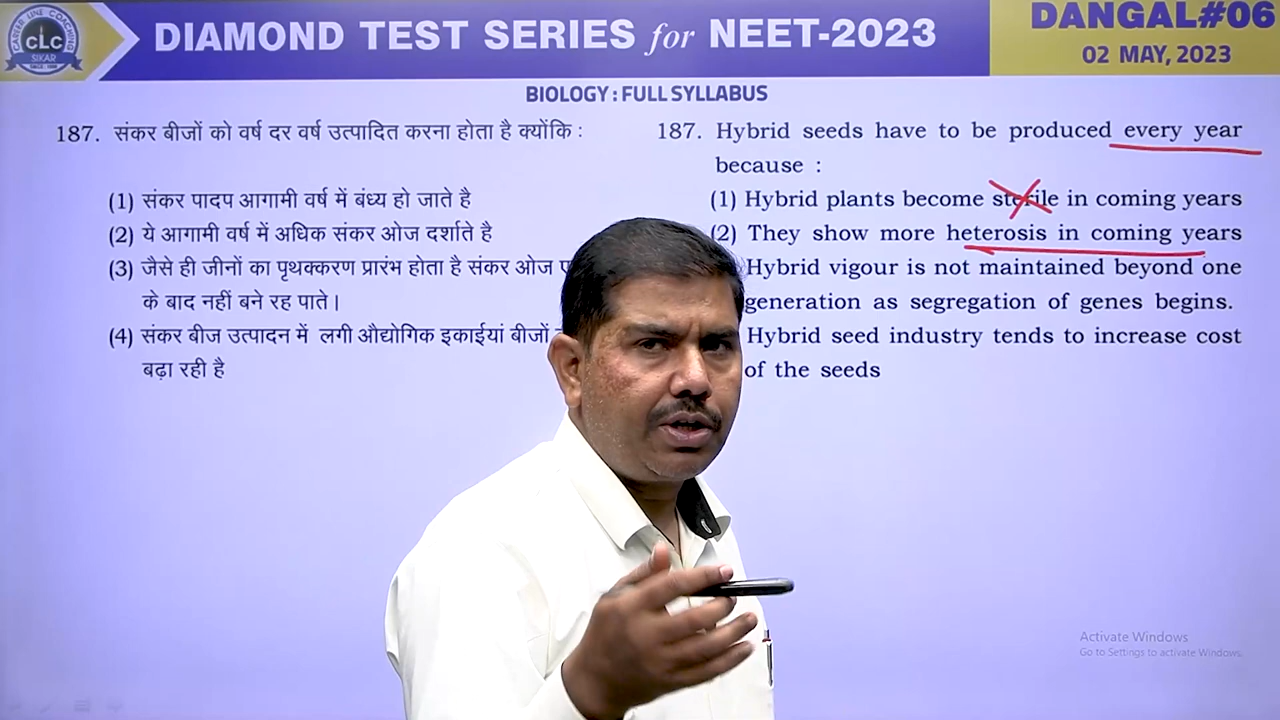 CAREER LINE COACHING
CLC
SIKAR
DIAMOND TEST SERIES for NEET-2023
DANGAL#06
02 MAY, 2023
BIOLOGY : FULL SYLLABUS
187. संकर बीजों को वर्ष दर वर्ष उत्पादित करना होता है क्योंकि :
(1) संकर पादप आगामी वर्ष में बंध्य हो जाते है
(2) ये आगामी वर्ष में अधिक संकर ओज दर्शाते है
(3) जैसे ही जीनों का पृथक्करण प्रारंभ होता है संकर ओज
के बाद नहीं बने रह पाते।
(4) संकर बीज उत्पादन में लगी औद्योगिक इकाईयां बीजों
बढ़ा रही है
187. Hybrid seeds have to be produced every year
because :
(1) Hybrid plants become sterile in coming years
(2) They show more heterosis in coming years
Hybrid vigour is not maintained beyond one
generation as segregation of genes begins.
Hybrid seed industry tends to increase cost
of the seeds
Activate Windows
Go to Settings to activate Windows.